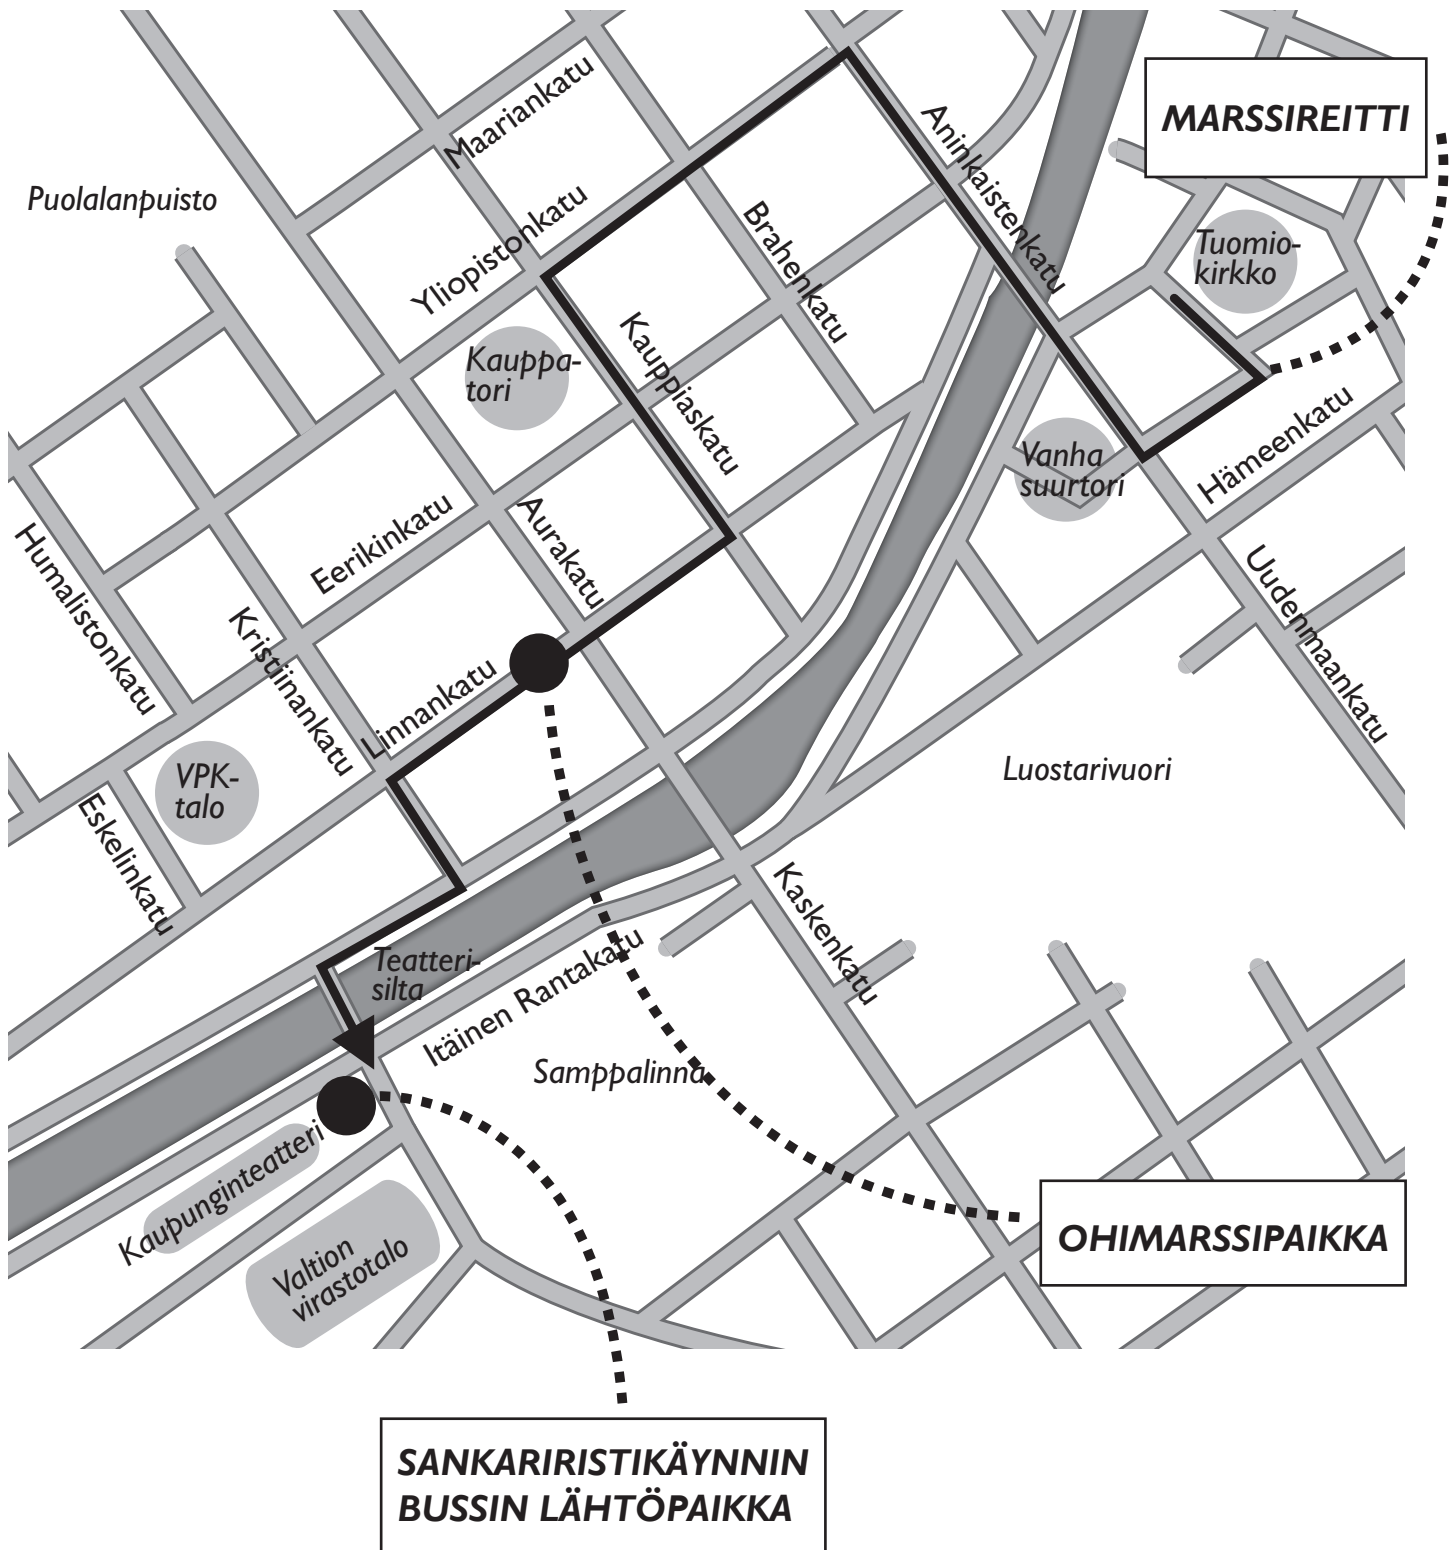 MARSSIREITTI
Maariankatu
Aninkaistenkatu
Puolalanpuisto
Yliopistonkatu
Brahenkatu
Tuomio-
kirkko
Kauppa-
tori
Kauppiaskatu
Vanha
suurtori
Hämeenkatu
Humalistonkatu
Eerikinkatu
Aurakatu
Uudenmaankatu
Kristiinankatu
Linnankatu
VPK-
talo
Luostarivuori
Eskelinkatu
Kaskenkatu
Teatteri-
silta
Itäinen Rantakatu
Samppalinna
Kaupunginteatteri
Valtion
virastotalo
OHIMARSSIPAIKKA
SANKARIRISTIKÄYNNIN
BUSSIN LÄHTÖPAIKKA